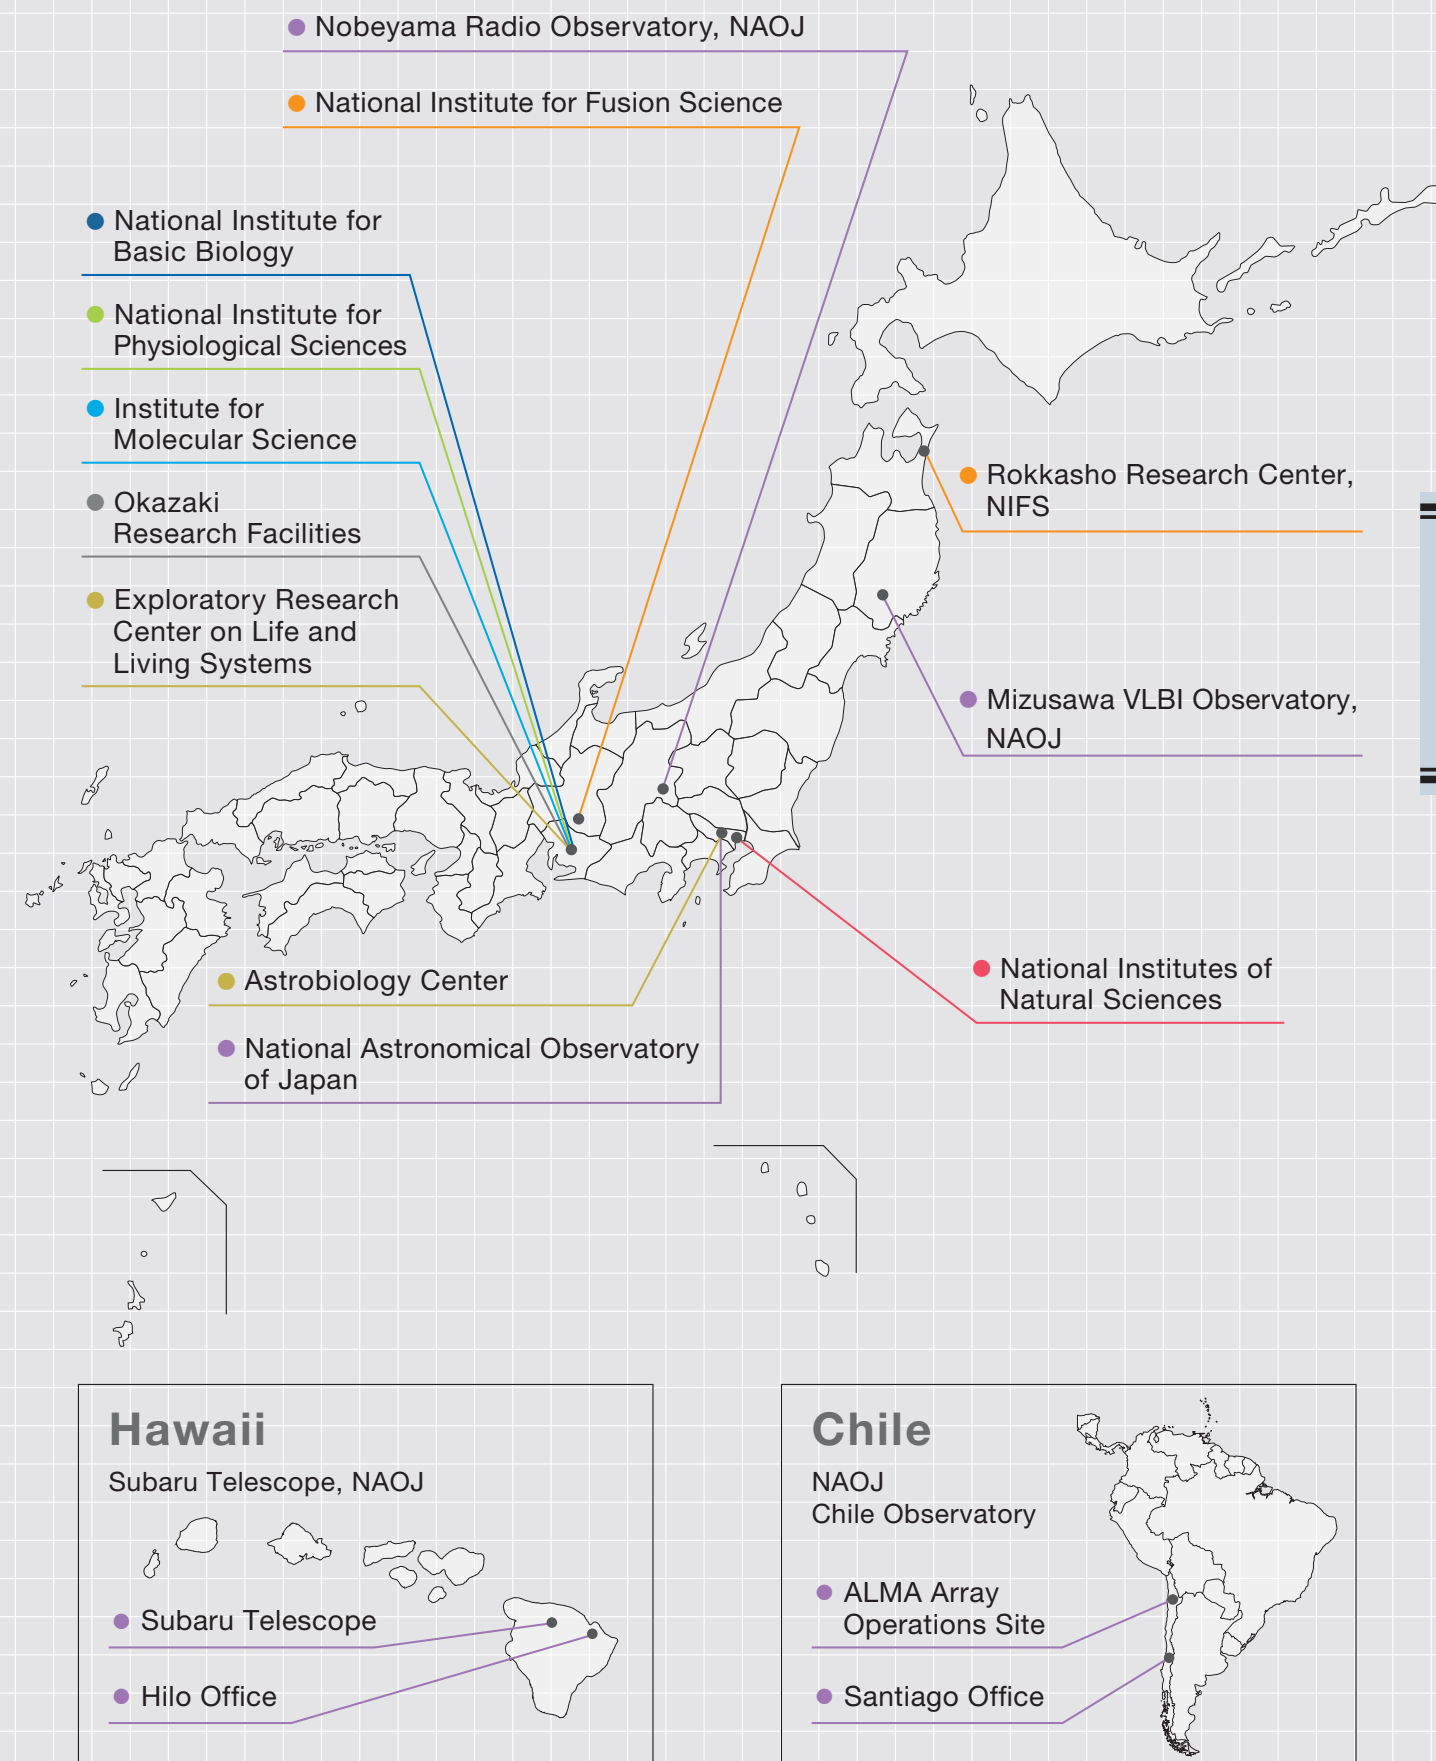 Nobeyama Radio Observatory, NAOJ
National Institute for Fusion Science
National Institute for
Basic Biology
National Institute for
Physiological Sciences
Institute for
Molecular Science
Okazaki
Research Facilities
Exploratory Research
Center on Life and
Living Systems
Rokkasho Research Center,
NIFS
Mizusawa VLBI Observatory,
NAOJ
Astrobiology Center
National Astronomical Observatory
of Japan
National Institutes of
Natural Sciences
Hawaii
Subaru Telescope, NAOJ
Subaru Telescope
Hilo Office
Chile
NAOJ
Chile Observatory
ALMA Array
Operations Site
Santiago Office